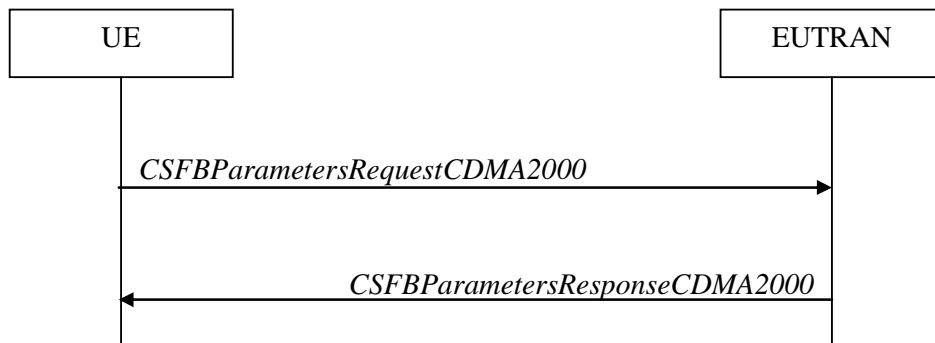 UE
EUTRAN
CSFBParametersRequestCDMA2000
CSFBParametersResponseCDMA2000